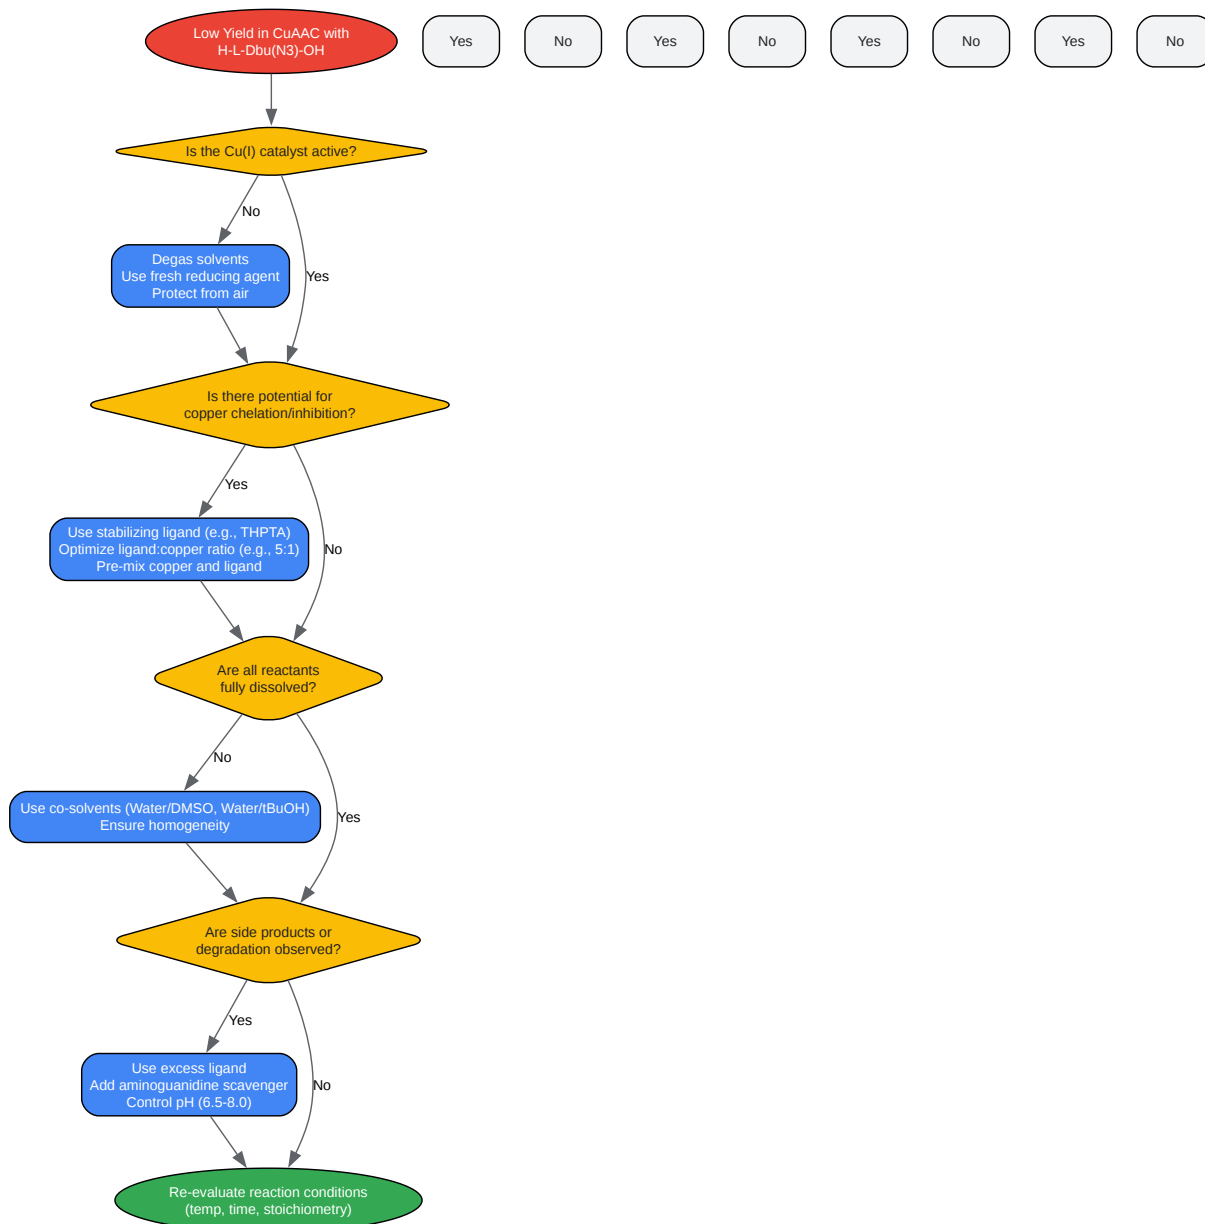 Low Yield in CuAAC with
H-L-Dbu(N3)-OH
Yes
No
Yes
No
Yes
No
Yes
No
Is the Cu(I) catalyst active?
No
Degas solvents
Use fresh reducing agent
Protect from air
Yes
Is there potential for
copper chelation/inhibition?
Yes
Use stabilizing ligand (e.g., THPTA)
Optimize ligand:copper ratio (e.g., 5:1)
Pre-mix copper and ligand
No
Are all reactants
fully dissolved?
No
Use co-solvents (Water/DMSO, Water/tBuOH)
Ensure homogeneity
Yes
Are side products or
degradation observed?
Yes
Use excess ligand
Add aminoguanidine scavenger
Control pH (6.5-8.0)
No
Re-evaluate reaction conditions
(temp, time, stoichiometry)